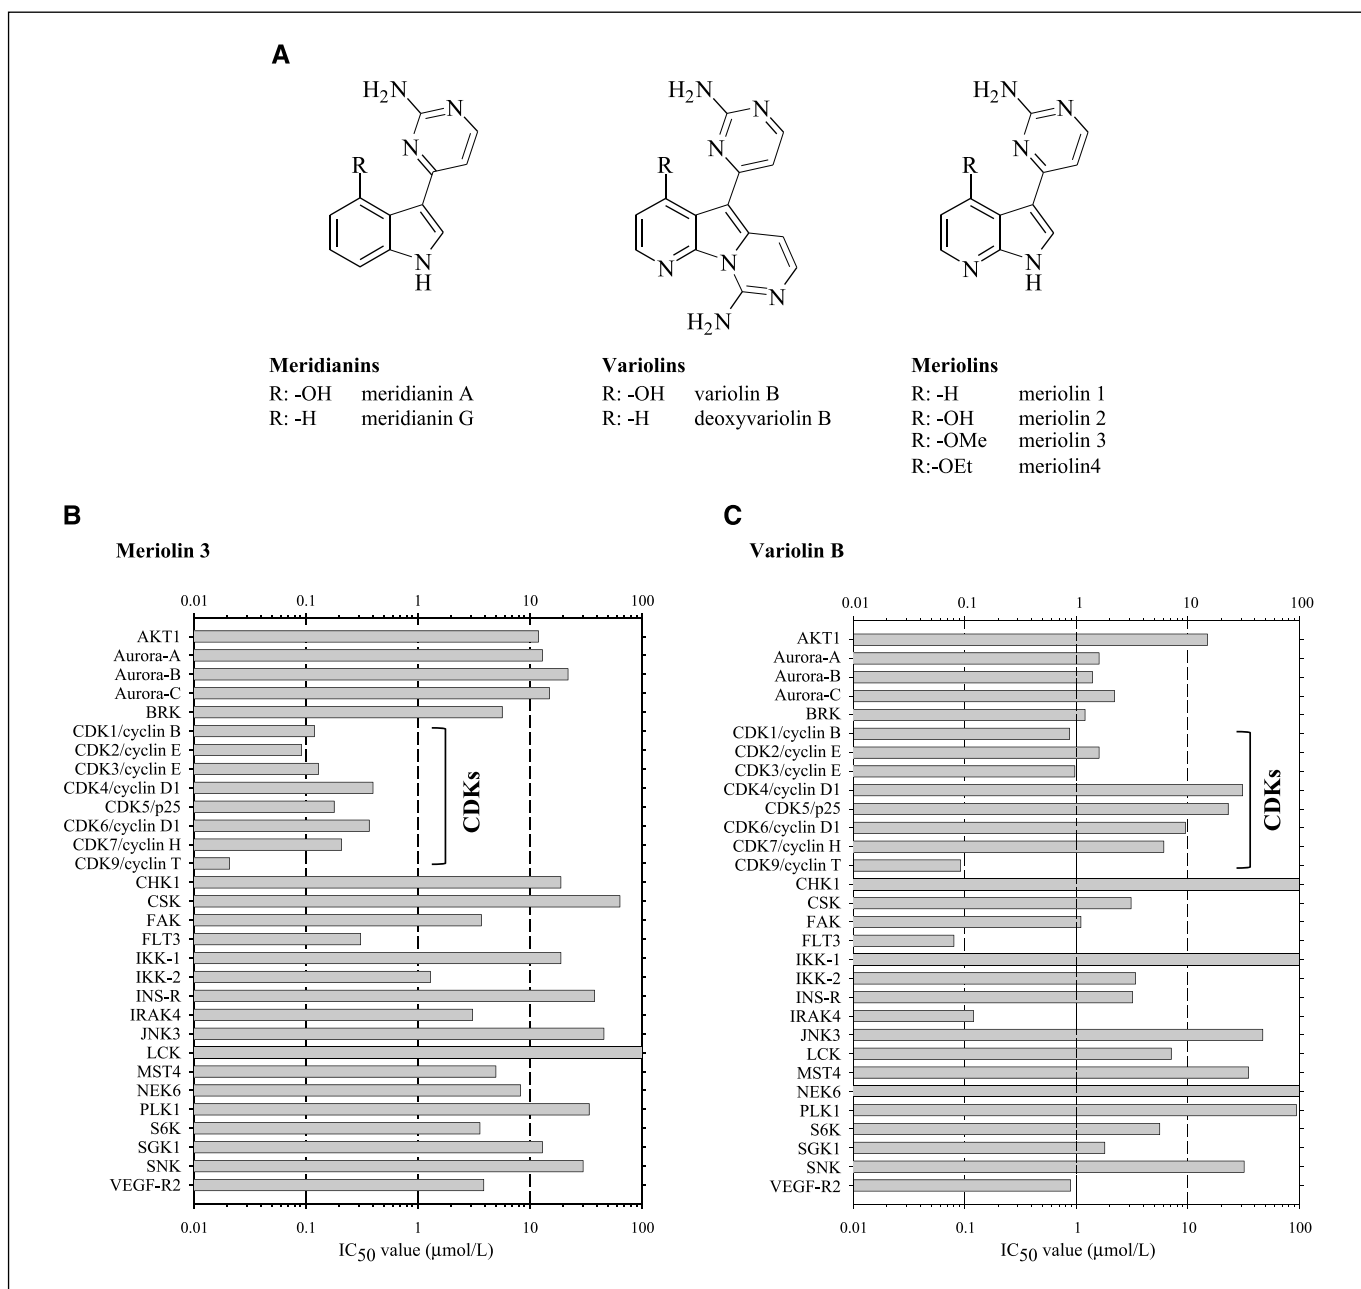 A
H₂N
N
N
R
N
H
H₂N
N
N
R
N
N
N
H₂N
H₂N
N
N
R
N
N
H
Meridianins
R: -OH meridianin A
R: -H meridianin G
Variolins
R: -OH variolin B
R: -H deoxyvariolin B
Meriolins
R: -H meriolin 1
R: -OH meriolin 2
R: -OMe meriolin 3
R:-OEt meriolin4
B
Meriolin 3
0.01 0.1 1 10 100
AKT1
Aurora-A
Aurora-B
Aurora-C
BRK
CDK1/cyclin B
CDK2/cyclin E
CDK3/cyclin E
CDK4/cyclin D1
CDK5/p25
CDK6/cyclin D1
CDK7/cyclin H
CDK9/cyclin T
CDKs
CHK1
CSK
FAK
FLT3
IKK-1
IKK-2
INS-R
IRAK4
JNK3
LCK
MST4
NEK6
PLK1
S6K
SGK1
SNK
VEGF-R2
0.01 0.1 1 10 100
IC50 value (μmol/L)
C
Variolin B
0.01 0.1 1 10 100
AKT1
Aurora-A
Aurora-B
Aurora-C
BRK
CDK1/cyclin B
CDK2/cyclin E
CDK3/cyclin E
CDK4/cyclin D1
CDK5/p25
CDK6/cyclin D1
CDK7/cyclin H
CDK9/cyclin T
CDKs
CHK1
CSK
FAK
FLT3
IKK-1
IKK-2
INS-R
IRAK4
JNK3
LCK
MST4
NEK6
PLK1
S6K
SGK1
SNK
VEGF-R2
0.01 0.1 1 10 100
IC50 value (μmol/L)